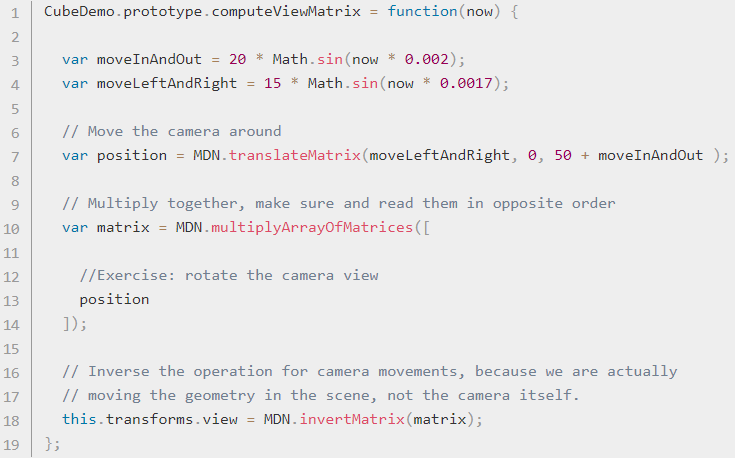 1 CubeDemo.prototype.computeViewMatrix = function(now) {
2
3 var moveInAndOut = 20 * Math.sin(now * 0.002);
4 var moveLeftAndRight = 15 * Math.sin(now * 0.0017);
5
6 // Move the camera around
7 var position = MDN.translateMatrix(moveLeftAndRight, 0, 50 + moveInAndOut );
8
9 // Multiply together, make sure and read them in opposite order
10 var matrix = MDN.multiplyArrayOfMatrices([
11
12 //Exercise: rotate the camera view
13 position
14 ]);
15
16 // Inverse the operation for camera movements, because we are actually
17 // moving the geometry in the scene, not the camera itself.
18 this.transforms.view = MDN.invertMatrix(matrix);
19 };